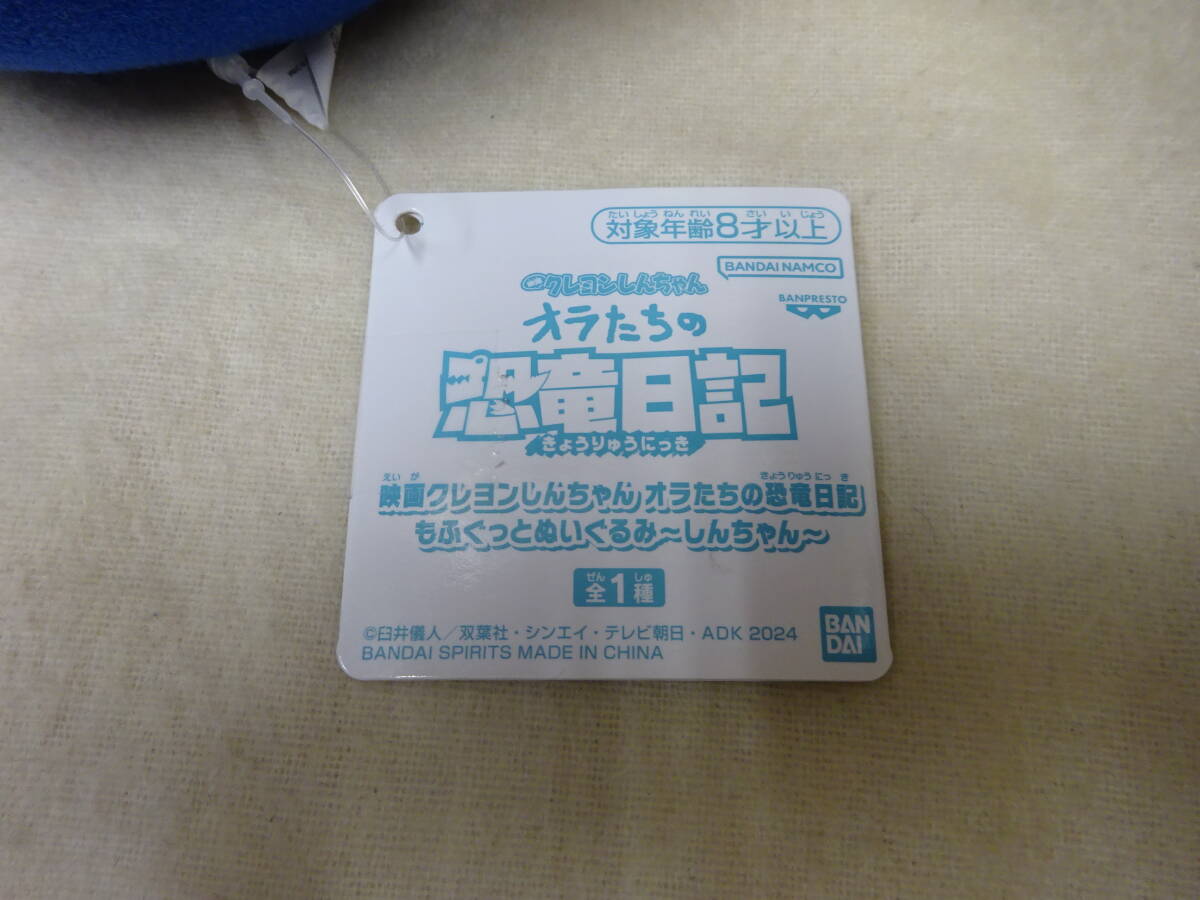 たいしょうねんれい さいいじょう
対象年齢8才以上
BANDAI NAMCO
BANPRESTO
映画クレヨンしんちゃん
オラたちの
恐竜日記
きょうりゅうにっき
えいが きょうりゅうにっき
映画クレヨンしんちゃん オラたちの恐竜日記
もふぐっとぬいぐるみ～しんちゃん～
ぜん しゅ
全1種
©臼井儀人／双葉社・シンエイ・テレビ朝日・ADK 2024
BANDAI SPIRITS MADE IN CHINA
BAN
DAI